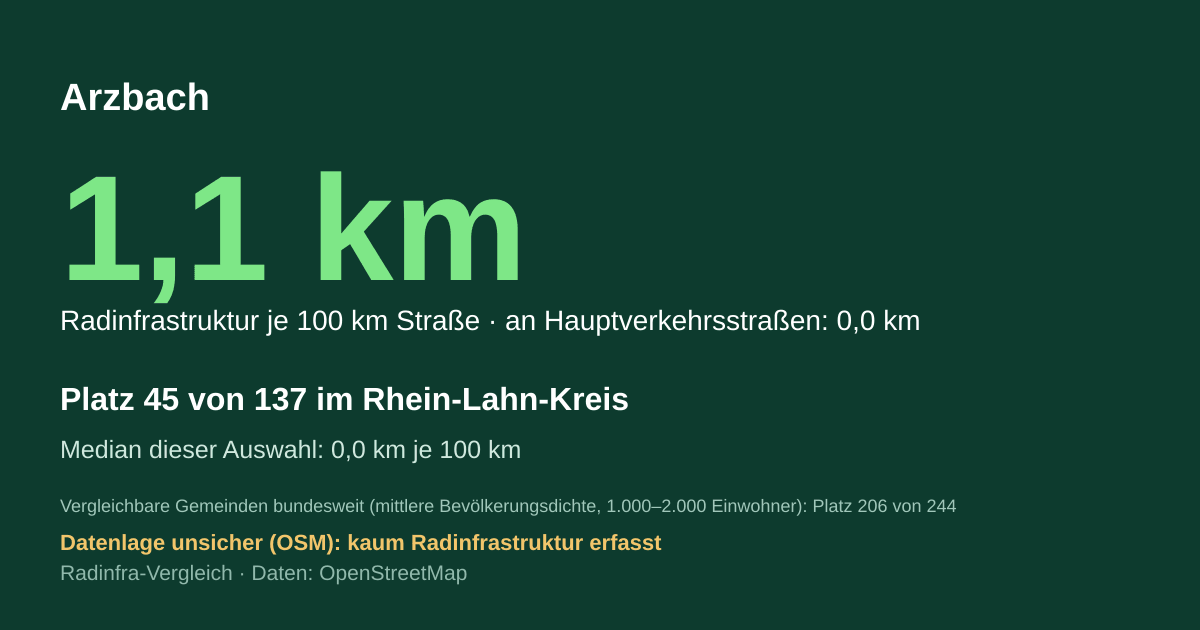 Arzbach
1,1 km
Radinfrastruktur je 100 km Straße · an Hauptverkehrsstraßen: 0,0 km
Platz 45 von 137 im Rhein-Lahn-Kreis
Median dieser Auswahl: 0,0 km je 100 km
Vergleichbare Gemeinden bundesweit (mittlere Bevölkerungsdichte, 1.000–2.000 Einwohner): Platz 206 von 244
Datenlage unsicher (OSM): kaum Radinfrastruktur erfasst
Radinfra-Vergleich · Daten: OpenStreetMap